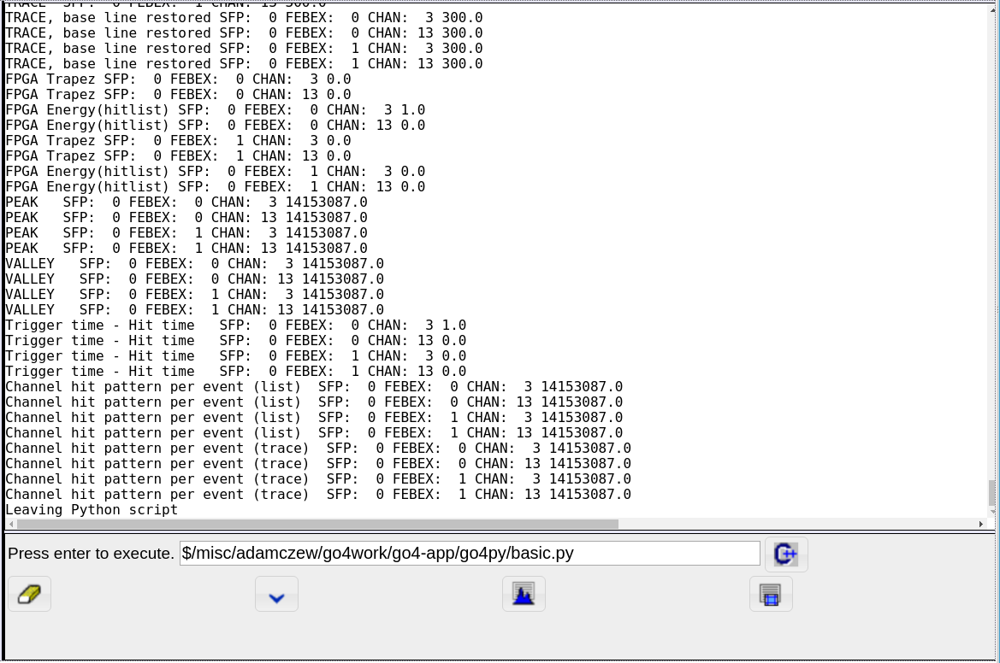 TRACE SFP: 0 FEBEX: 1 CHAN: 13 300.0
TRACE, base line restored SFP:  0 FEBEX:  0 CHAN:  3 300.0
TRACE, base line restored SFP:  0 FEBEX:  0 CHAN: 13 300.0
TRACE, base line restored SFP:  0 FEBEX:  1 CHAN:  3 300.0
TRACE, base line restored SFP:  0 FEBEX:  1 CHAN: 13 300.0
FPGA Trapez SFP:  0 FEBEX:  0 CHAN:  3 0.0
FPGA Trapez SFP:  0 FEBEX:  0 CHAN: 13 0.0
FPGA Energy(hitlist) SFP:  0 FEBEX:  0 CHAN:  3 1.0
FPGA Energy(hitlist) SFP:  0 FEBEX:  0 CHAN: 13 0.0
FPGA Trapez SFP:  0 FEBEX:  1 CHAN:  3 0.0
FPGA Trapez SFP:  0 FEBEX:  1 CHAN: 13 0.0
FPGA Energy(hitlist) SFP:  0 FEBEX:  1 CHAN:  3 0.0
FPGA Energy(hitlist) SFP:  0 FEBEX:  1 CHAN: 13 0.0
PEAK   SFP:  0 FEBEX:  0 CHAN:  3 14153087.0
PEAK   SFP:  0 FEBEX:  0 CHAN: 13 14153087.0
PEAK   SFP:  0 FEBEX:  1 CHAN:  3 14153087.0
PEAK   SFP:  0 FEBEX:  1 CHAN: 13 14153087.0
VALLEY   SFP:  0 FEBEX:  0 CHAN:  3 14153087.0
VALLEY   SFP:  0 FEBEX:  0 CHAN: 13 14153087.0
VALLEY   SFP:  0 FEBEX:  1 CHAN:  3 14153087.0
VALLEY   SFP:  0 FEBEX:  1 CHAN: 13 14153087.0
Trigger time - Hit time   SFP:  0 FEBEX:  0 CHAN:  3 1.0
Trigger time - Hit time   SFP:  0 FEBEX:  0 CHAN: 13 0.0
Trigger time - Hit time   SFP:  0 FEBEX:  1 CHAN:  3 0.0
Trigger time - Hit time   SFP:  0 FEBEX:  1 CHAN: 13 0.0
Channel hit pattern per event (list)  SFP:  0 FEBEX:  0 CHAN:  3 14153087.0
Channel hit pattern per event (list)  SFP:  0 FEBEX:  0 CHAN: 13 14153087.0
Channel hit pattern per event (list)  SFP:  0 FEBEX:  1 CHAN:  3 14153087.0
Channel hit pattern per event (list)  SFP:  0 FEBEX:  1 CHAN: 13 14153087.0
Channel hit pattern per event (trace)  SFP:  0 FEBEX:  0 CHAN:  3 14153087.0
Channel hit pattern per event (trace)  SFP:  0 FEBEX:  0 CHAN: 13 14153087.0
Channel hit pattern per event (trace)  SFP:  0 FEBEX:  1 CHAN:  3 14153087.0
Channel hit pattern per event (trace)  SFP:  0 FEBEX:  1 CHAN: 13 14153087.0
Leaving Python script
Press enter to execute. $/misc/adamczew/go4work/go4-app/go4py/basic.py C++